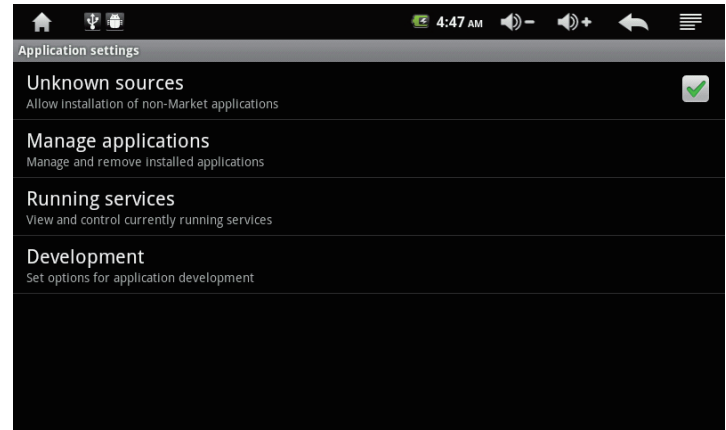 4:47 AM
Application settings
Unknown sources
Allow installation of non-Market applications
Manage applications
Manage and remove installed applications
Running services
View and control currently running services
Development
Set options for application development